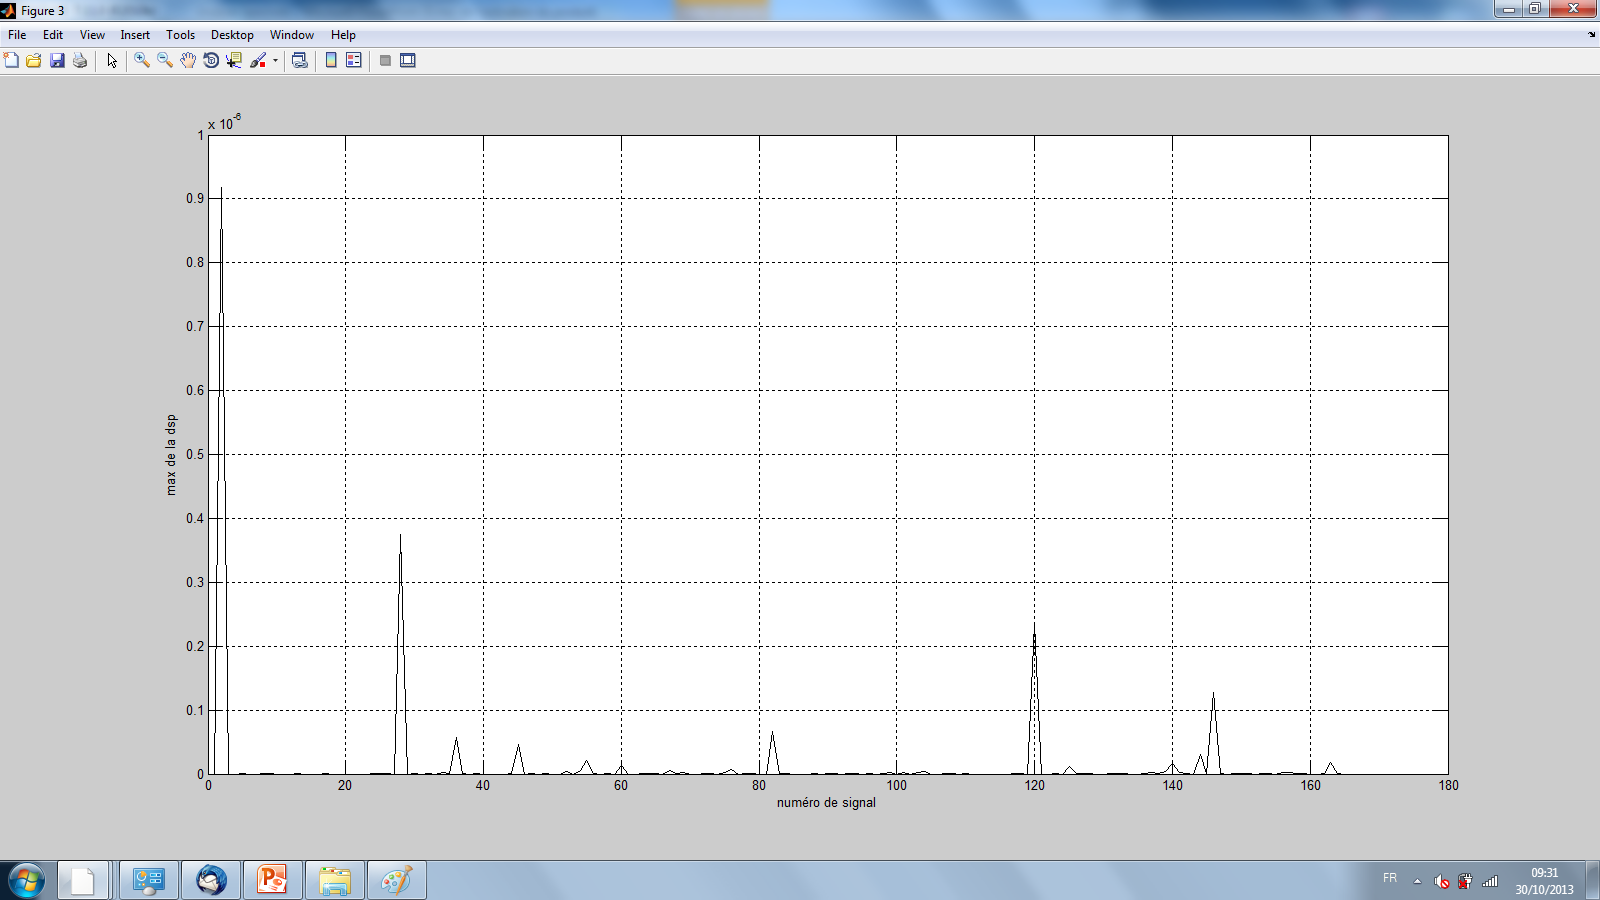 Figure 3
File Edit View Insert Tools Desktop Window Help
x 10-6
1
0.9
0.8
0.7
0.6
0.5
0.4
0.3
0.2
0.1
0
max de la dsp
0 20 40 60 80 100 120 140 160 180
numéro de signal
FR
09:31
30/10/2013